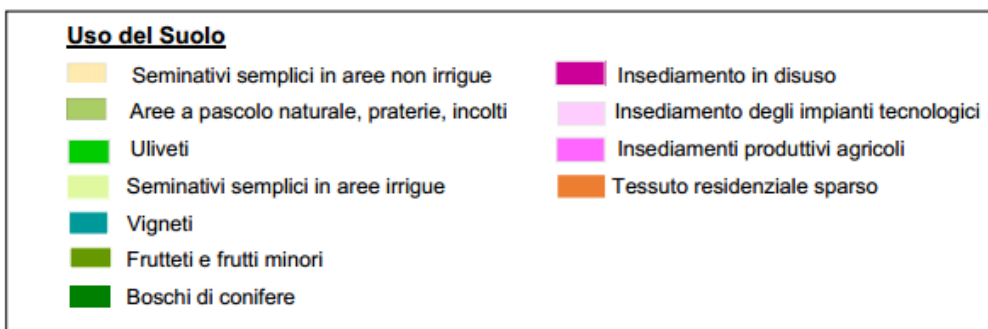 Uso del Suolo
Seminativi semplici in aree non irrigue
Aree a pascolo naturale, praterie, incolti
Uliveti
Seminativi semplici in aree irrigue
Vigneti
Frutteti e frutti minori
Boschi di conifere
Insediamento in disuso
Insediamento degli impianti tecnologici
Insediamenti produttivi agricoli
Tessuto residenziale sparso